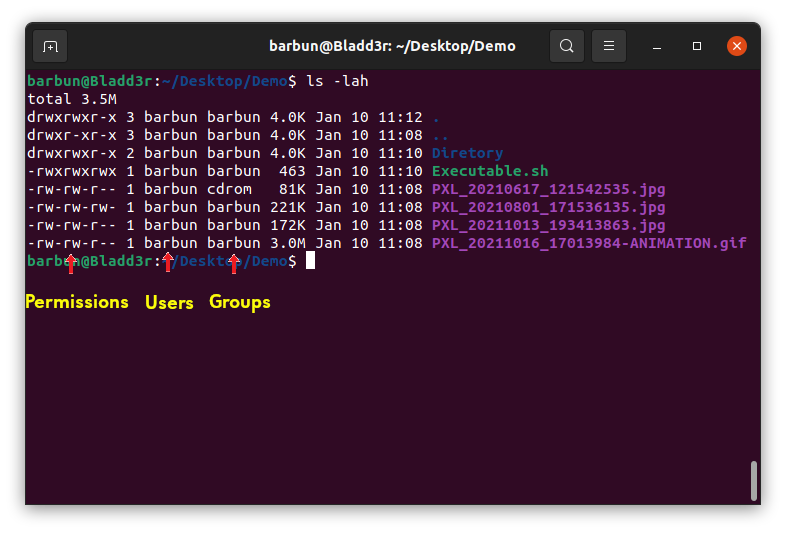 barbun@Bladd3r: ~/Desktop/Demo
barbun@Bladd3r:~/Desktop/Demo$ ls -lah
total 3.5M
drwxrwxr-x 3 barbun barbun 4.0K Jan 10 11:12 .
drwxr-xr-x 3 barbun barbun 4.0K Jan 10 11:08 ..
drwxrwxr-x 2 barbun barbun 4.0K Jan 10 11:10 Diretory
-rwxrwxrwx 1 barbun barbun  463 Jan 10 11:10 Executable.sh
-rw-rw-r-- 1 barbun cdrom   81K Jan 10 11:08 PXL_20210617_121542535.jpg
-rw-rw-rw- 1 barbun barbun 221K Jan 10 11:08 PXL_20210801_171536135.jpg
-rw-rw-r-- 1 barbun barbun 172K Jan 10 11:08 PXL_20211013_193413863.jpg
-rw-rw-r-- 1 barbun barbun 3.0M Jan 10 11:08 PXL_20211016_17013984-ANIMATION.gif
barbun@Bladd3r:~/Desktop/Demo$
Permissions Users Groups